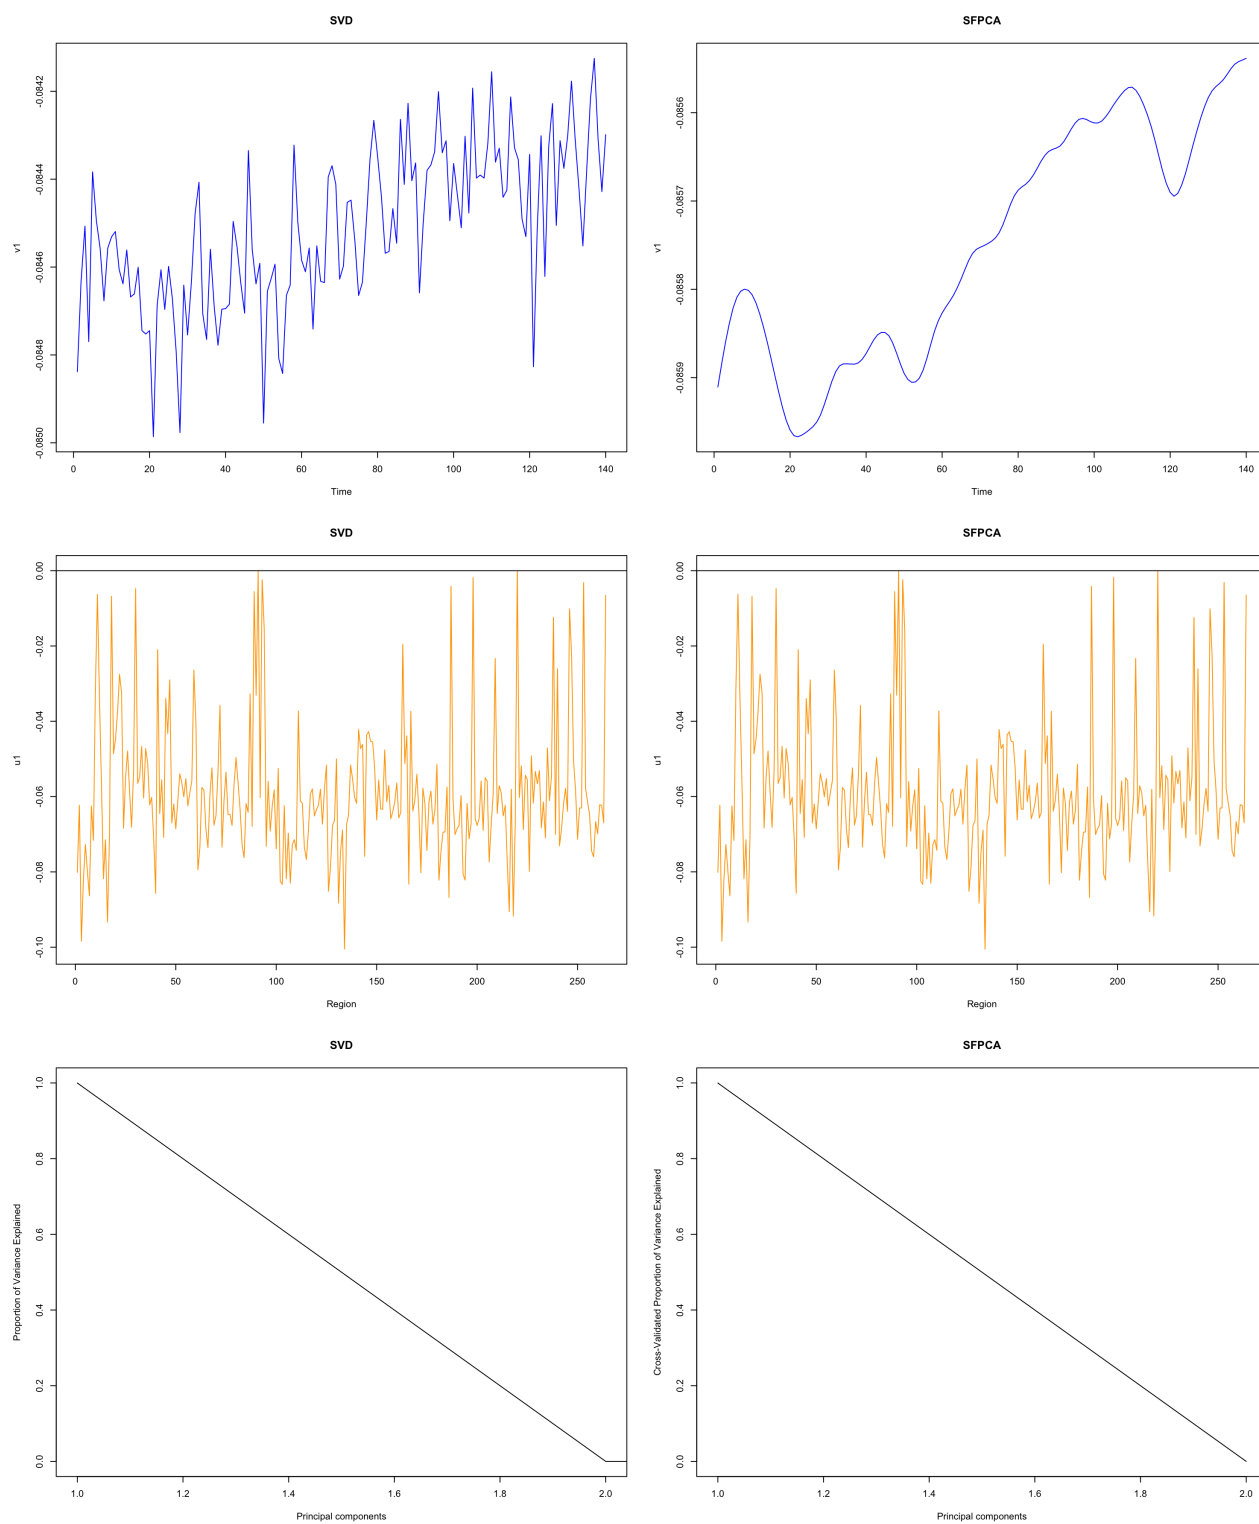 SVD
v1
-0.0850 -0.0848 -0.0846 -0.0844 -0.0842
0 20 40 60 80 100 120 140
Time
SFPCA
v1
-0.0859 -0.0858 -0.0857 -0.0856
0 20 40 60 80 100 120 140
Time
SVD
u1
-0.10 -0.08 -0.06 -0.04 -0.02 0.00
0 50 100 150 200 250
Region
SFPCA
u1
-0.10 -0.08 -0.06 -0.04 -0.02 0.00
0 50 100 150 200 250
Region
SVD
Proportion of Variance Explained
0.0 0.2 0.4 0.6 0.8 1.0
1.0 1.2 1.4 1.6 1.8 2.0
Principal components
SFPCA
Cross-Validated Proportion of Variance Explained
0.0 0.2 0.4 0.6 0.8 1.0
1.0 1.2 1.4 1.6 1.8 2.0
Principal components